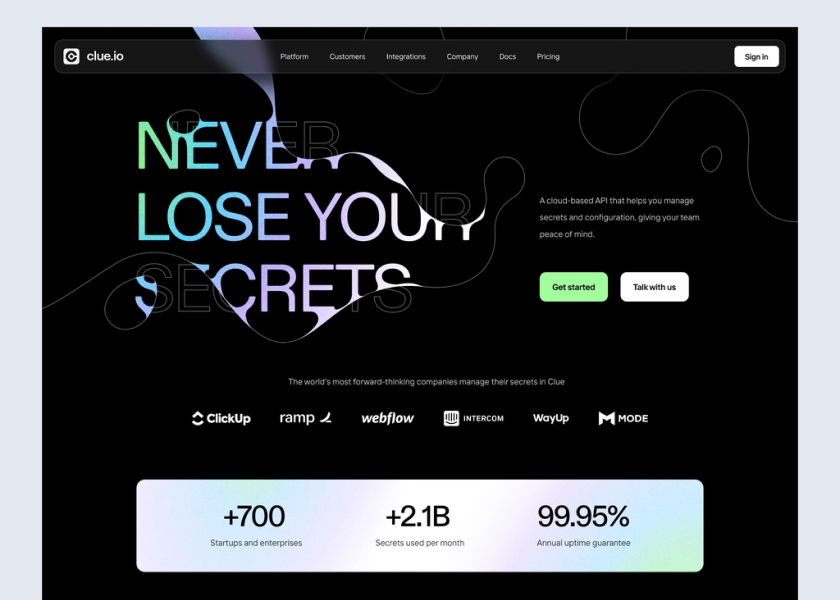 clue.io
Platform
Customers
Integrations
Company
Docs
Pricing
Sign in
NEVER
LOSE YOUR
SECRETS
A cloud-based API that helps you manage
secrets and configuration, giving your team
peace of mind.
Get started
Talk with us
The world's most forward-thinking companies manage their secrets in Clue
ClickUp
ramp
webflow
INTERCOM
WayUp
MODE
+700
+2.1B
99.95%
Startups and enterprises
Secrets used per month
Annual uptime guarantee